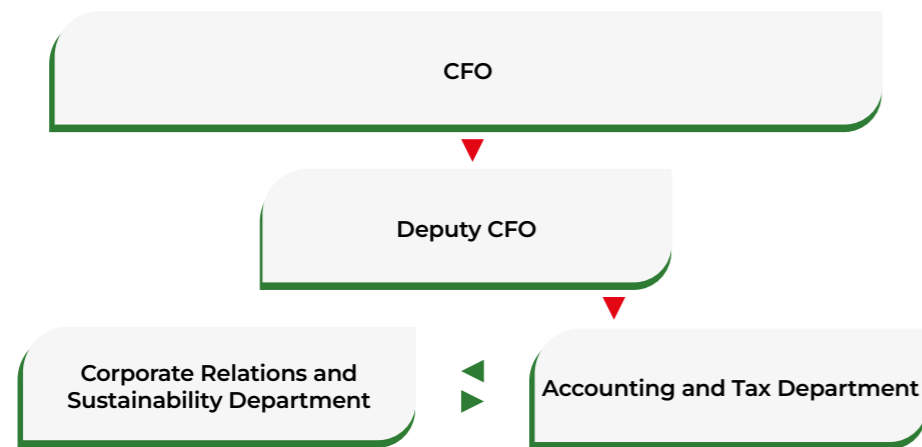 CFO
Deputy CFO
Corporate Relations and
Sustainability Department
Accounting and Tax Department